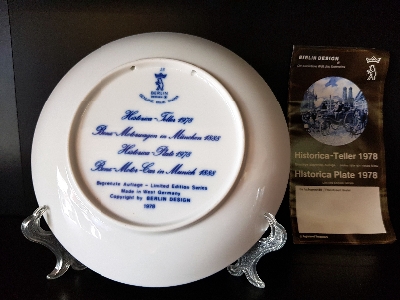 BERLIN
DESIGN
Historica-Teller 1978
Benz-Motorwagen in München 1888
Historica-Plate 1978
Benz-Motor-Car in Munich 1888
Begrenzte Auflage – Limited Edition Series
Made in West Germany
Copyright by BERLIN DESIGN
1978
BERLIN DESIGN
Historica-Teller 1978
Historica Plate 1978